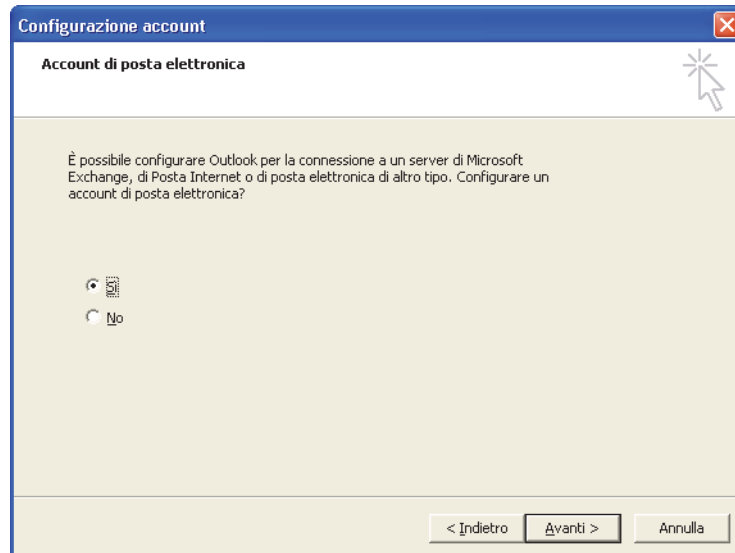 Configurazione account
Account di posta elettronica
È possibile configurare Outlook per la connessione a un server di Microsoft
Exchange, di Posta Internet o di posta elettronica di altro tipo. Configurare un
account di posta elettronica?
Sì
No
< Indietro Avanti > Annulla